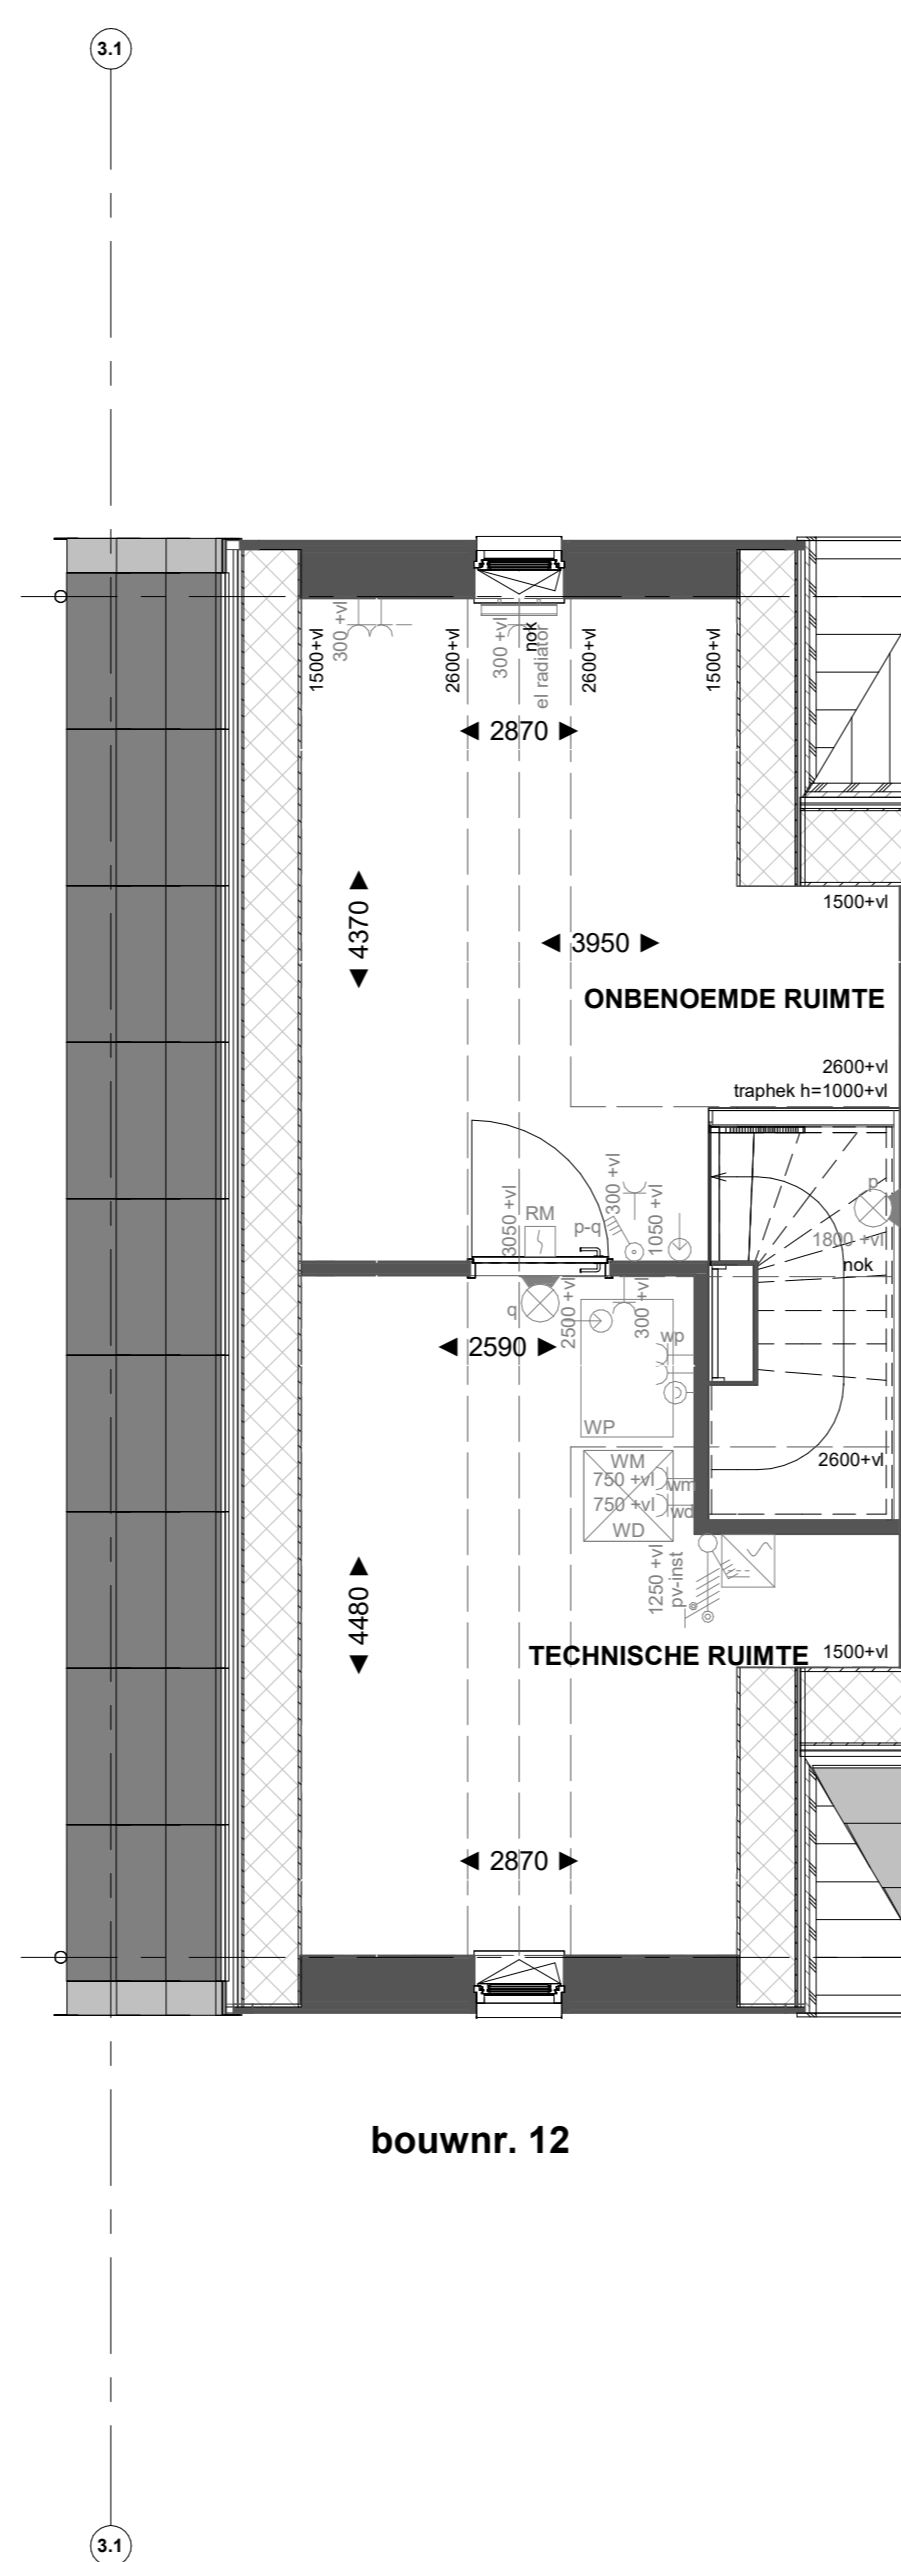 3.1
300 +vl
1500+vl
2600+vl
300 +vl
nok
el radiator
2600+vl
1500+vl
2870
4370
3950
1500+vl
ONBENOEMDE RUIMTE
2600+vl
traphek h=1000+vl
3050 +vl
RM
p-q
300 +vl
1050 +vl
p
1800 +vl
nok
q
2500 +vl
300 +vl
2590
wp
WP
WM
750 +vl
wm
750 +vl
wd
WD
2600+vl
1250 +vl
pv-inst
4480
TECHNISCHE RUIMTE
1500+vl
2870
bouwnr. 12
3.1